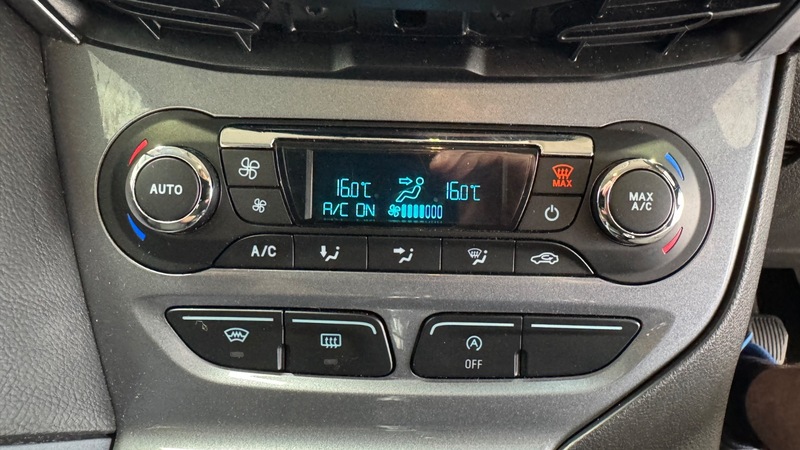 AUTO
16.0°C
16.0°C
A/C ON
MAX
MAX
A/C
A/C
OFF